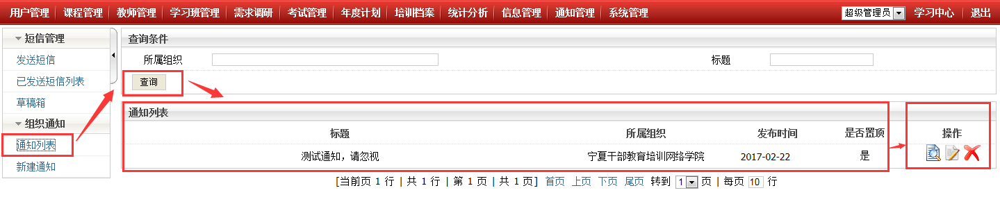 用户管理 课程管理 教师管理 学习班管理 需求调研 考试管理 年度计划 培训档案 统计分析 信息管理 通知管理 系统管理 超级管理员 学习中心 退出
短信管理
发送短信
已发送短信列表
草稿箱
组织通知
通知列表
新建通知
查询条件
所属组织 标题
查询
通知列表
标题 所属组织 发布时间 是否置顶 操作
测试通知，请忽视 宁夏干部教育培训网络学院 2017-02-22 是
[当前页 1 行 | 共 1 行 | 第 1 页 | 共 1 页] 首页 上页 下页 尾页 转到 1 页 | 每页 10 行